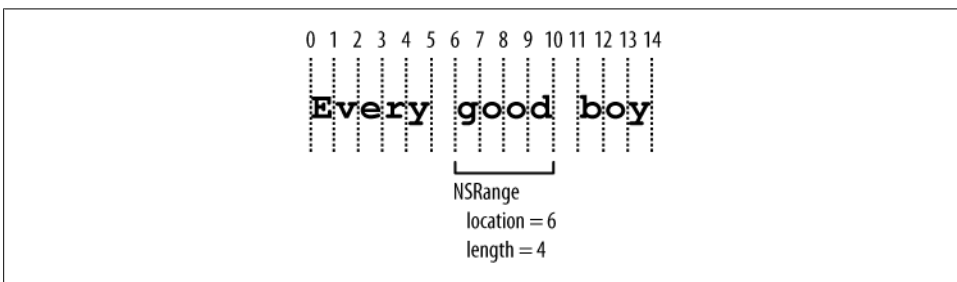 0 1 2 3 4 5 6 7 8 9 10 11 12 13 14
Every good boy
NSRange
location = 6
length = 4